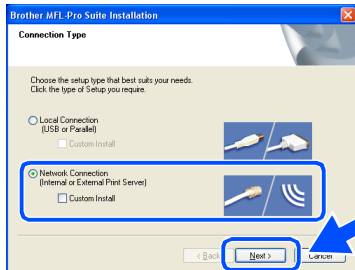 Brother MFL-Pro Suite Installation
Connection Type
Choose the setup type that best suits your needs.
Click the type of Setup you require.
Local Connection
(USB or Parallel)
Custom Install
Network Connection
(Internal or External Print Server)
Custom Install
< Back
Next >
Cancel